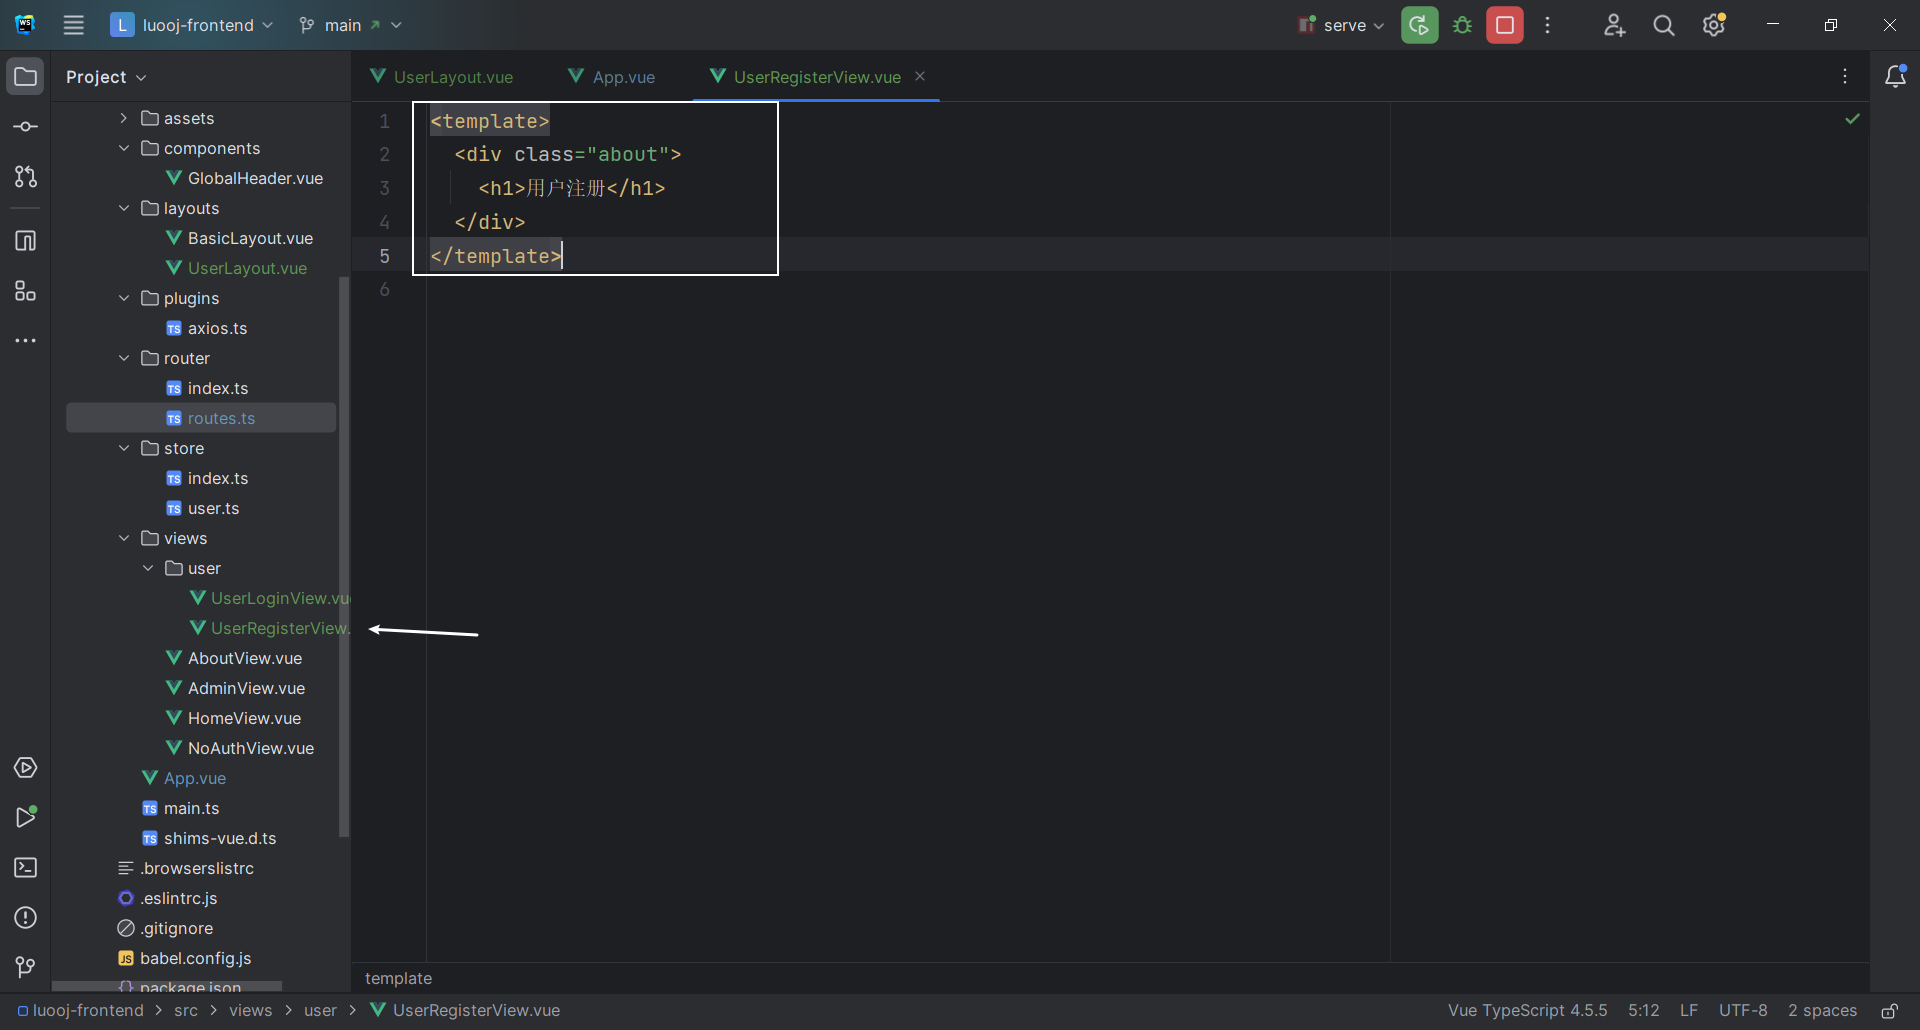 WS
L luooj-frontend
main
serve
Project
UserLayout.vue
App.vue
UserRegisterView.vue
assets
components
GlobalHeader.vue
layouts
BasicLayout.vue
UserLayout.vue
plugins
TS axios.ts
router
TS index.ts
TS routes.ts
store
TS index.ts
TS user.ts
views
user
UserLoginView.vue
UserRegisterView.
AboutView.vue
AdminView.vue
HomeView.vue
NoAuthView.vue
App.vue
TS main.ts
TS shims-vue.d.ts
.browserslistrc
.eslintrc.js
.gitignore
JS babel.config.js
{} package.json
1 <template>
2 <div class="about">
3 <h1>用户注册</h1>
4 </div>
5 </template>
6
template
luooj-frontend > src > views > user > UserRegisterView.vue
Vue TypeScript 4.5.5 5:12 LF UTF-8 2 spaces